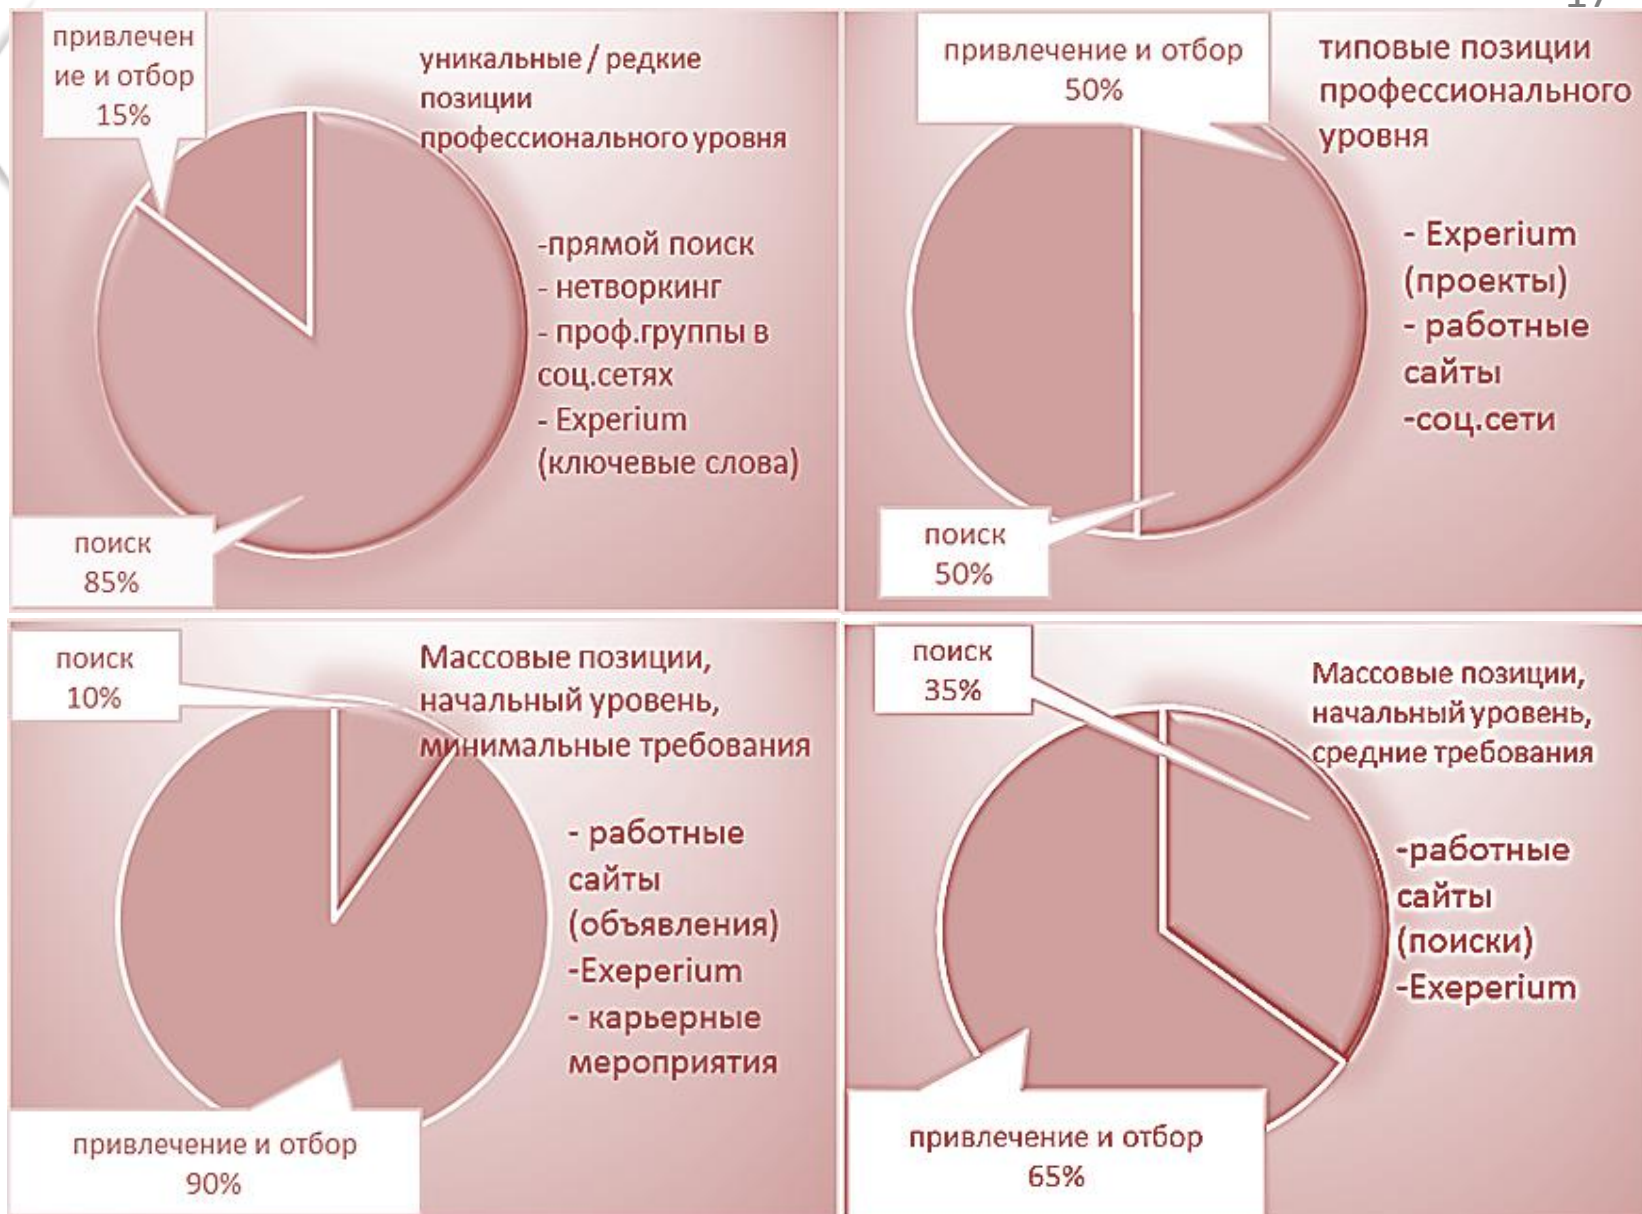 привлечен
ие и отбор
15%
уникальные / редкие
позиции
профессионального уровня
-прямой поиск
- нетворкинг
- проф.группы в
соц.сетях
- Experium
(ключевые слова)
поиск
85%
привлечение и отбор
50%
типовые позиции
профессионального
уровня
- Experium
(проекты)
- работные
сайты
-соц.сети
поиск
50%
поиск
10%
Массовые позиции,
начальный уровень,
минимальные требования
- работные
сайты
(объявления)
-Exeperium
- карьерные
мероприятия
привлечение и отбор
90%
поиск
35%
Массовые позиции,
начальный уровень,
средние требования
-работные
сайты
(поиски)
-Exeperium
привлечение и отбор
65%